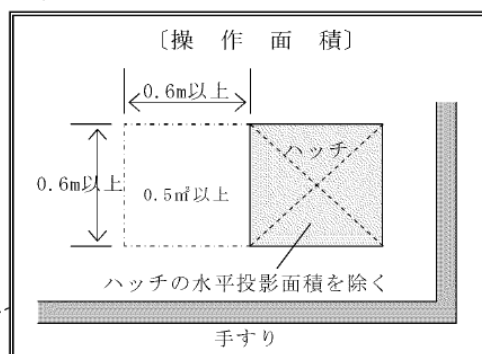 〔操作面積〕
0.6m以上
ハッチ
0.6m以上
0.5㎡以上
ハッチの水平投影面積を除く
手すり